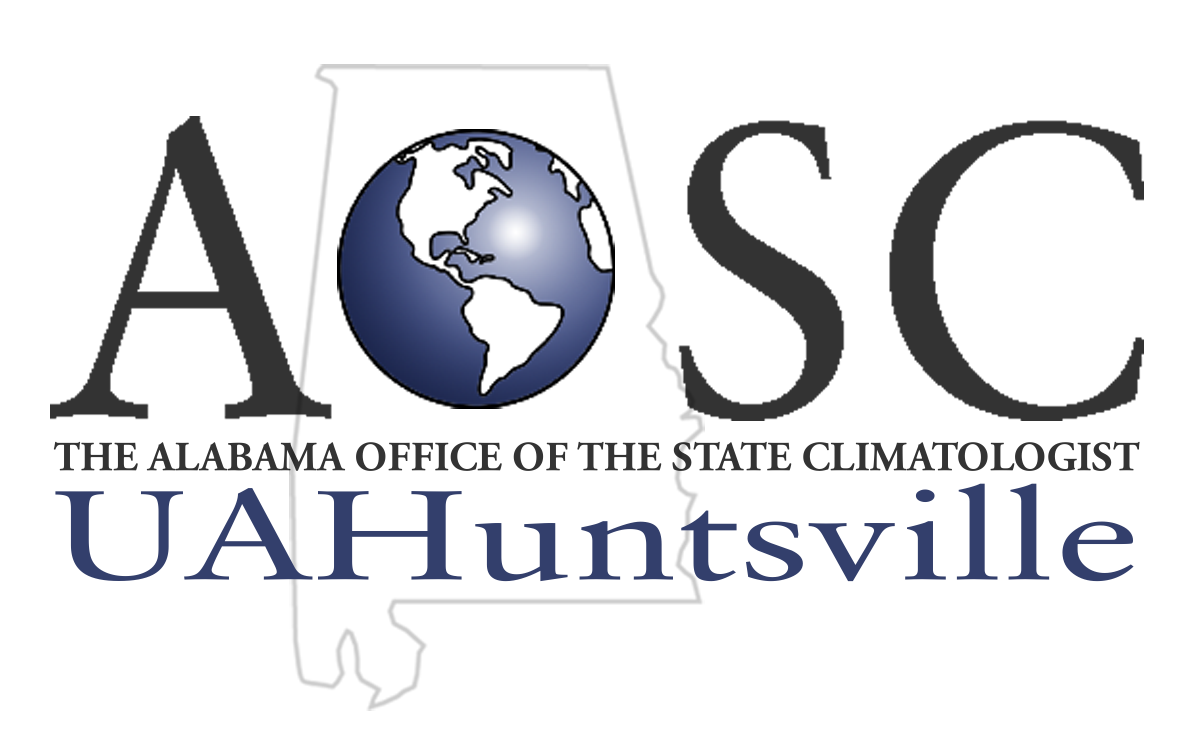 AOSC
THE ALABAMA OFFICE OF THE STATE CLIMATOLOGIST
UAHuntsville